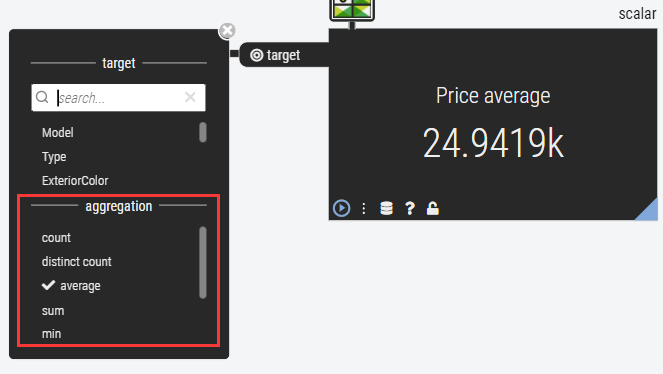 scalar
target
target
search...
Model
Type
ExteriorColor
aggregation
count
distinct count
average
sum
min
Price average
24.9419k
?